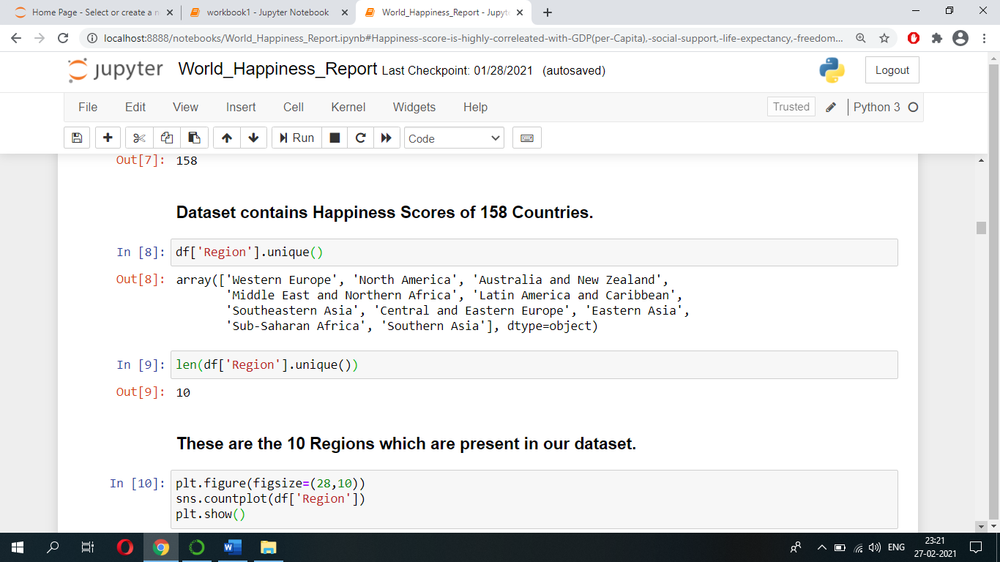 Home Page - Select or create a n
workbook1 - Jupyter Notebook
World_Happiness_Report - Jupyte
localhost:8888/notebooks/World_Happiness_Report.ipynb#Happiness-score-is-highly-correleated-with-GDP(per-Capita),-social-support,-life-expectancy,-freedom...
jupyter World_Happiness_Report Last Checkpoint: 01/28/2021 (autosaved)
Logout
File Edit View Insert Cell Kernel Widgets Help
Trusted
Python 3
Run
Code
Out[7]: 158
Dataset contains Happiness Scores of 158 Countries.
In [8]: df['Region'].unique()
Out[8]: array(['Western Europe', 'North America', 'Australia and New Zealand',
'Middle East and Northern Africa', 'Latin America and Caribbean',
'Southeastern Asia', 'Central and Eastern Europe', 'Eastern Asia',
'Sub-Saharan Africa', 'Southern Asia'], dtype=object)
In [9]: len(df['Region'].unique())
Out[9]: 10
These are the 10 Regions which are present in our dataset.
In [10]: plt.figure(figsize=(28,10))
sns.countplot(df['Region'])
plt.show()
ENG
23:21
27-02-2021